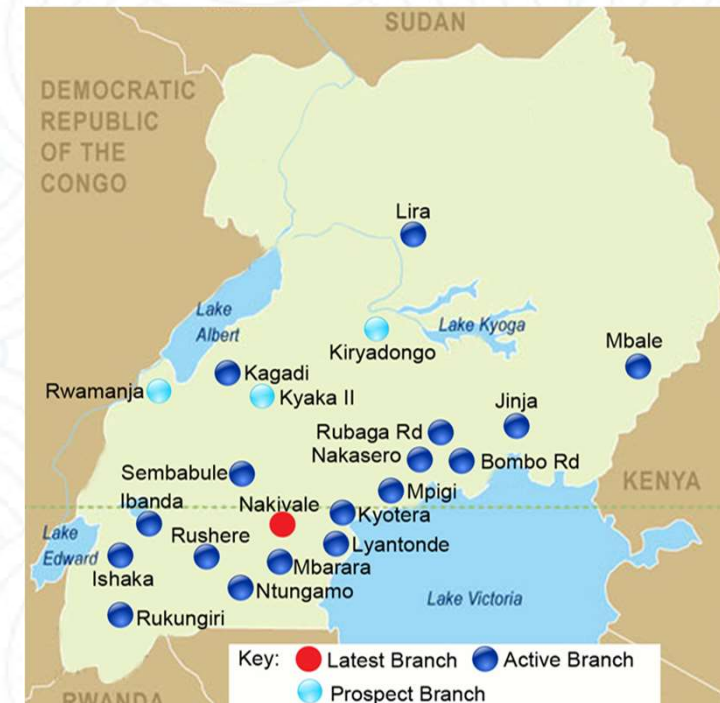 SUDAN
DEMOCRATIC
REPUBLIC
OF THE
CONGO
Lira
Lake
Albert
Kiryadongo
Lake Kyoga
Mbale
Kagadi
Rwamanja
Kyaka II
Jinja
Rubaga Rd
Nakasero
Bombo Rd
Sembabule
KENYA
Mpigi
Ibanda
Nakivale
Kyotera
Lake
Edward
Rushere
Lyantonde
Ishaka
Mbarara
Ntungamo
Lake Victoria
Rukungiri
Key: Latest Branch Active Branch
Prospect Branch
RWANDA